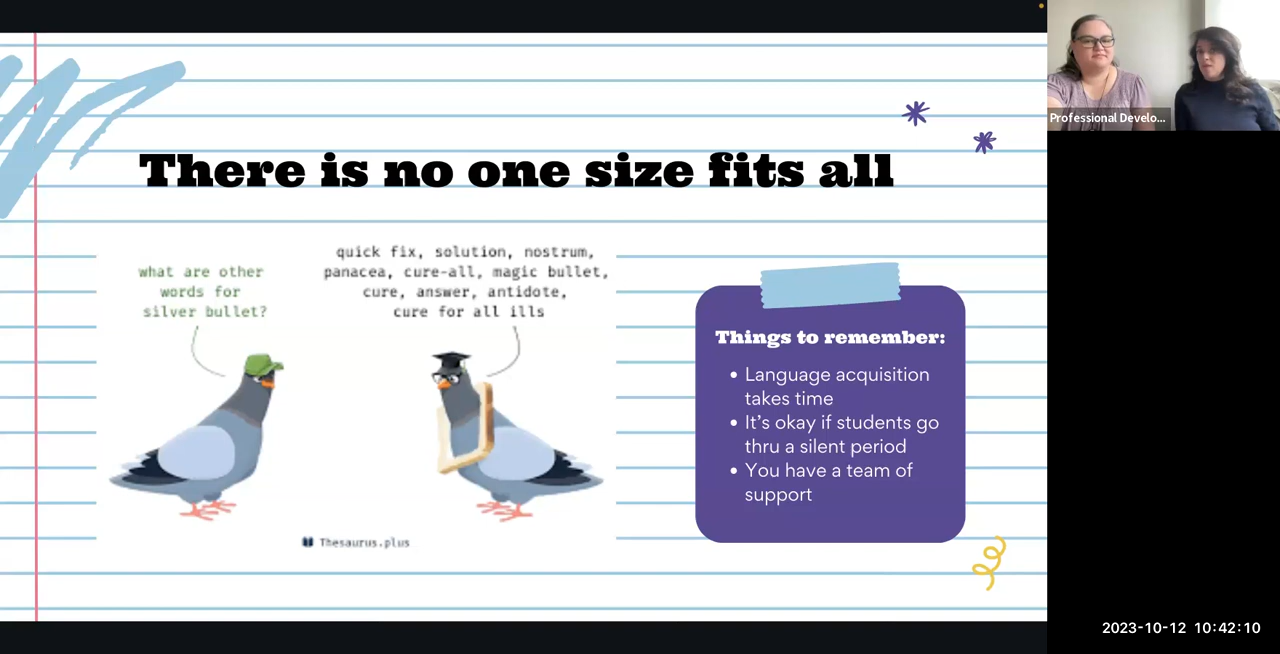 There is no one size fits all
what are other
words for
silver bullet?
quick fix, solution, nostrum,
panacea, cure-all, magic bullet,
cure, answer, antidote,
cure for all ills
Thesaurus.plus
Things to remember:
• Language acquisition
takes time
• It's okay if students go
thru a silent period
• You have a team of
support
Professional Develo...
2023-10-12 10:42:10